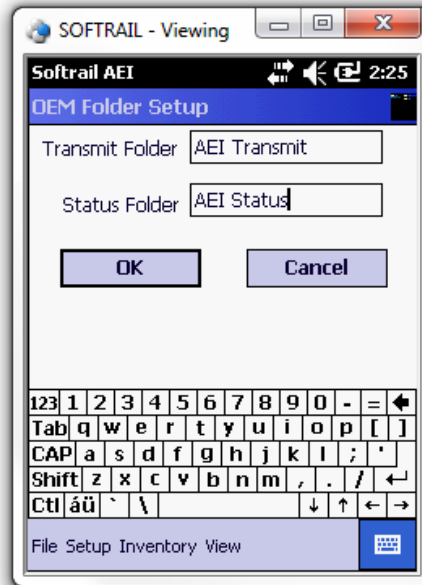 SOFTRAIL - Viewing
Softrail AEI 2:25
OEM Folder Setup
Transmit Folder AEI Transmit
Status Folder AEI Status
OK Cancel
123 1 2 3 4 5 6 7 8 9 0 - =
Tab q w e r t y u i o p [ ]
CAP a s d f g h j k l ; '
Shift z x c v b n m , . /
Ctl áü ` \
File Setup Inventory View